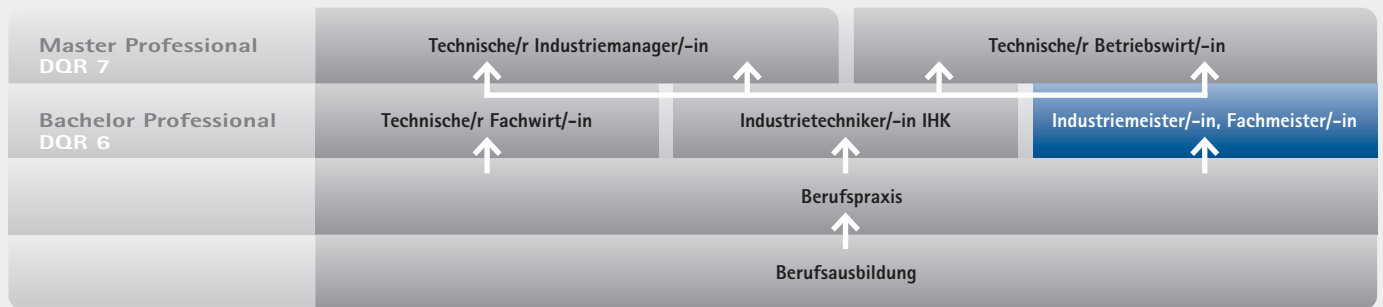 Master Professional
DQR 7
Technische/r Industriemanager/-in
Technische/r Betriebswirt/-in
Bachelor Professional
DQR 6
Technische/r Fachwirt/-in
Industrietechniker/-in IHK
Industriemeister/-in, Fachmeister/-in
Berufspraxis
Berufsausbildung